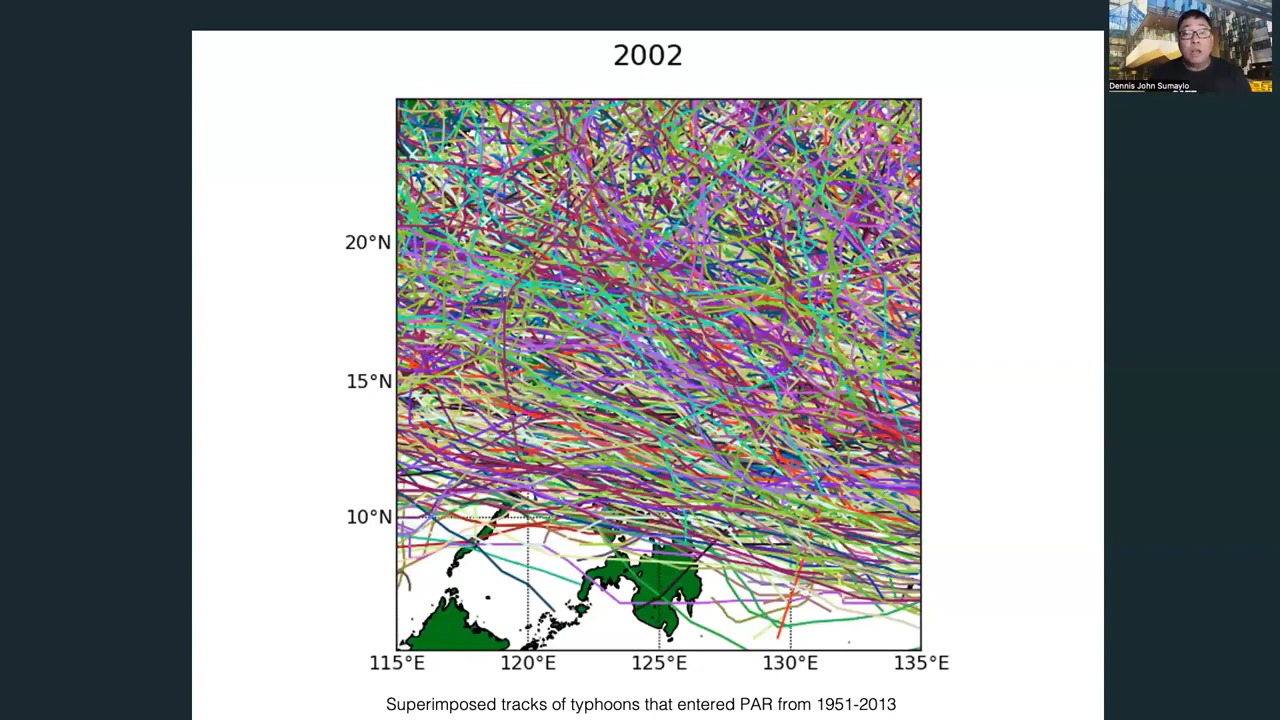 2002
Dennis John Sumaylo
20°N
15°N
10°N
115°E 120°E 125°E 130°E 135°E
Superimposed tracks of typhoons that entered PAR from 1951-2013